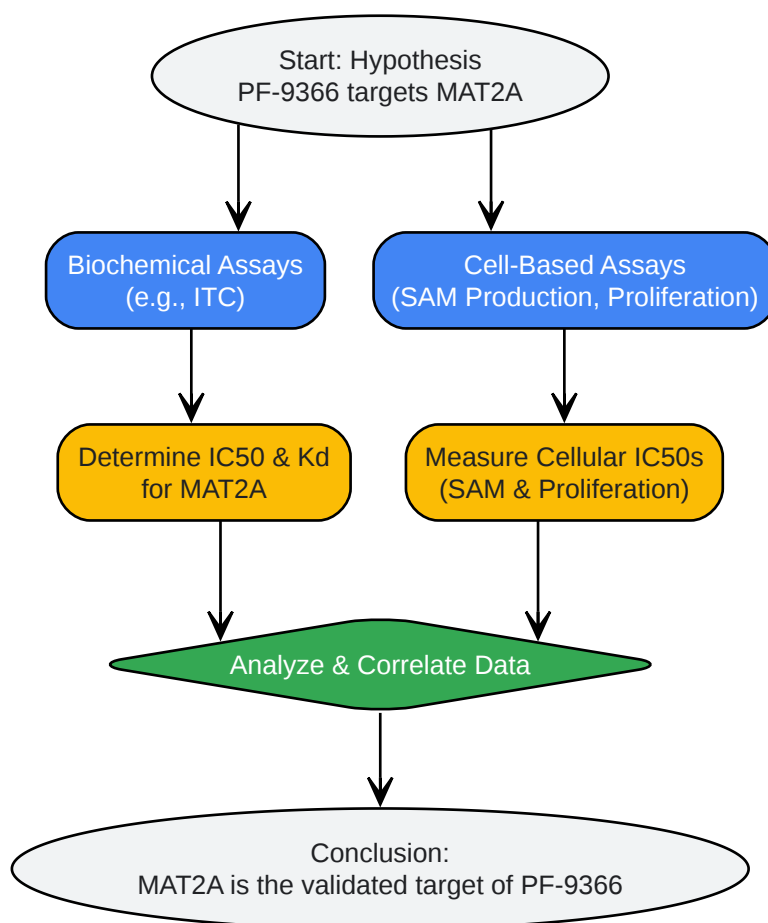 Start: Hypothesis
PF-9366 targets MAT2A
Biochemical Assays
(e.g., ITC)
Cell-Based Assays
(SAM Production, Proliferation)
Determine IC50 & Kd
for MAT2A
Measure Cellular IC50s
(SAM & Proliferation)
Analyze & Correlate Data
Conclusion:
MAT2A is the validated target of PF-9366